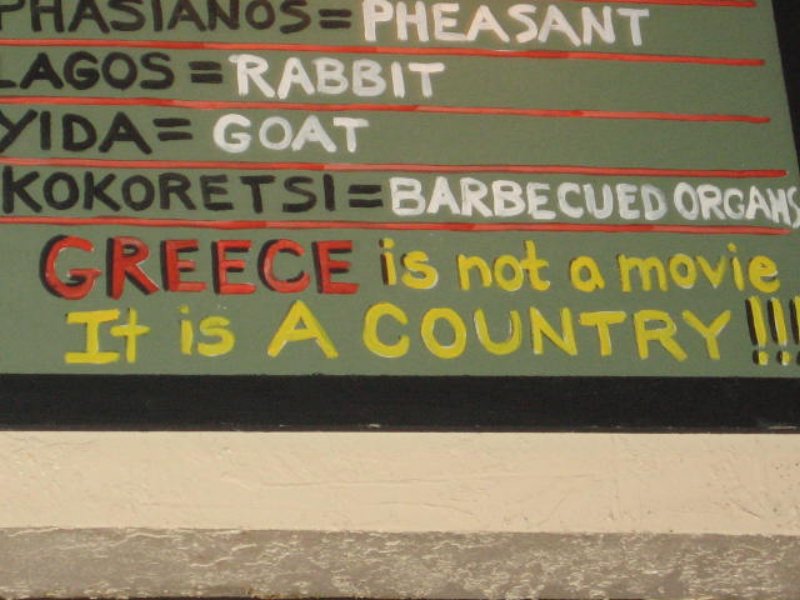 PHASIANOS = PHEASANT
LAGOS = RABBIT
YIDA = GOAT
KOKORETSI = BARBECUED ORGANS
GREECE is not a movie
It is A COUNTRY!!!